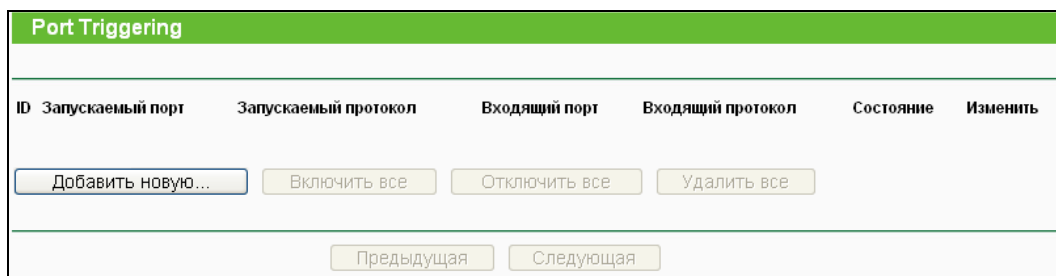 Port Triggering
ID Запускаемый порт Запускаемый протокол Входящий порт Входящий протокол Состояние Изменить
Добавить новую... Включить все Отключить все Удалить все
Предыдущая Следующая